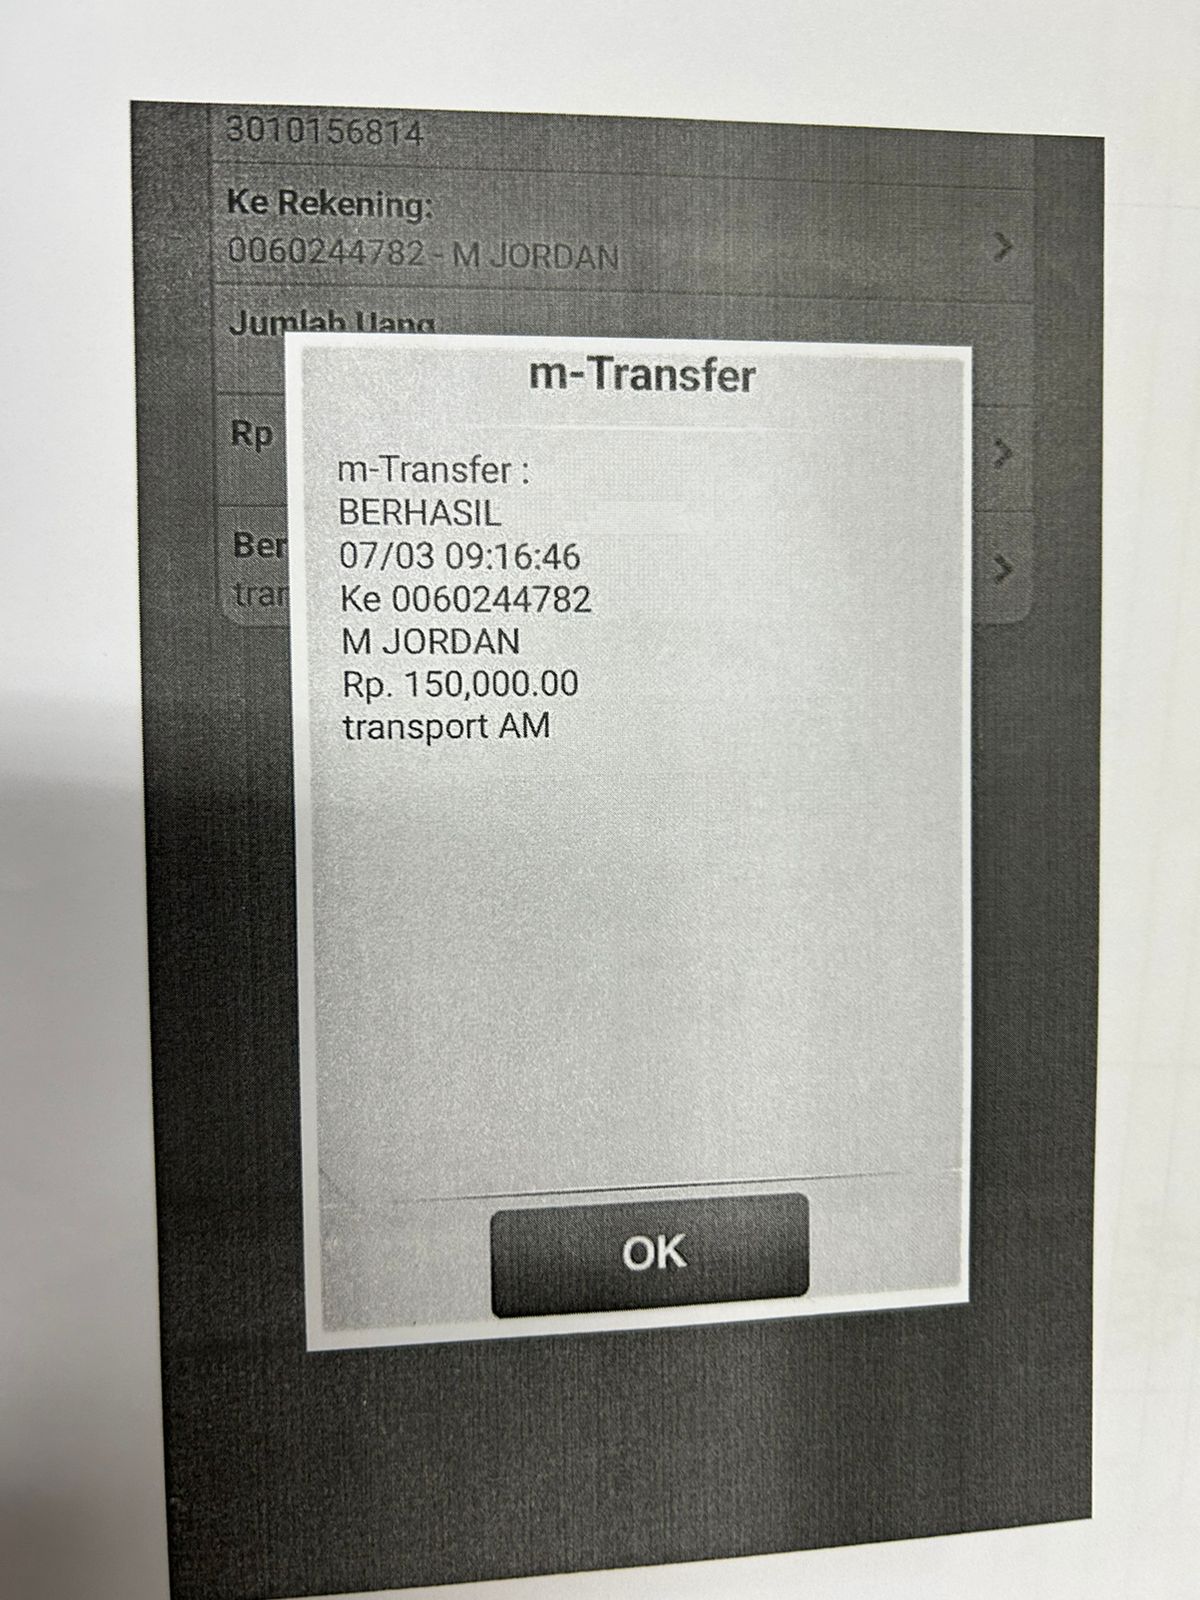 3010156814
Ke Rekening:
0060244782 - M JORDAN
Jumlah Uang
m-Transfer
Rp
m-Transfer :
BERHASIL
07/03 09:16:46
Ke 0060244782
M JORDAN
Rp. 150,000.00
transport AM
Ber
tran
OK